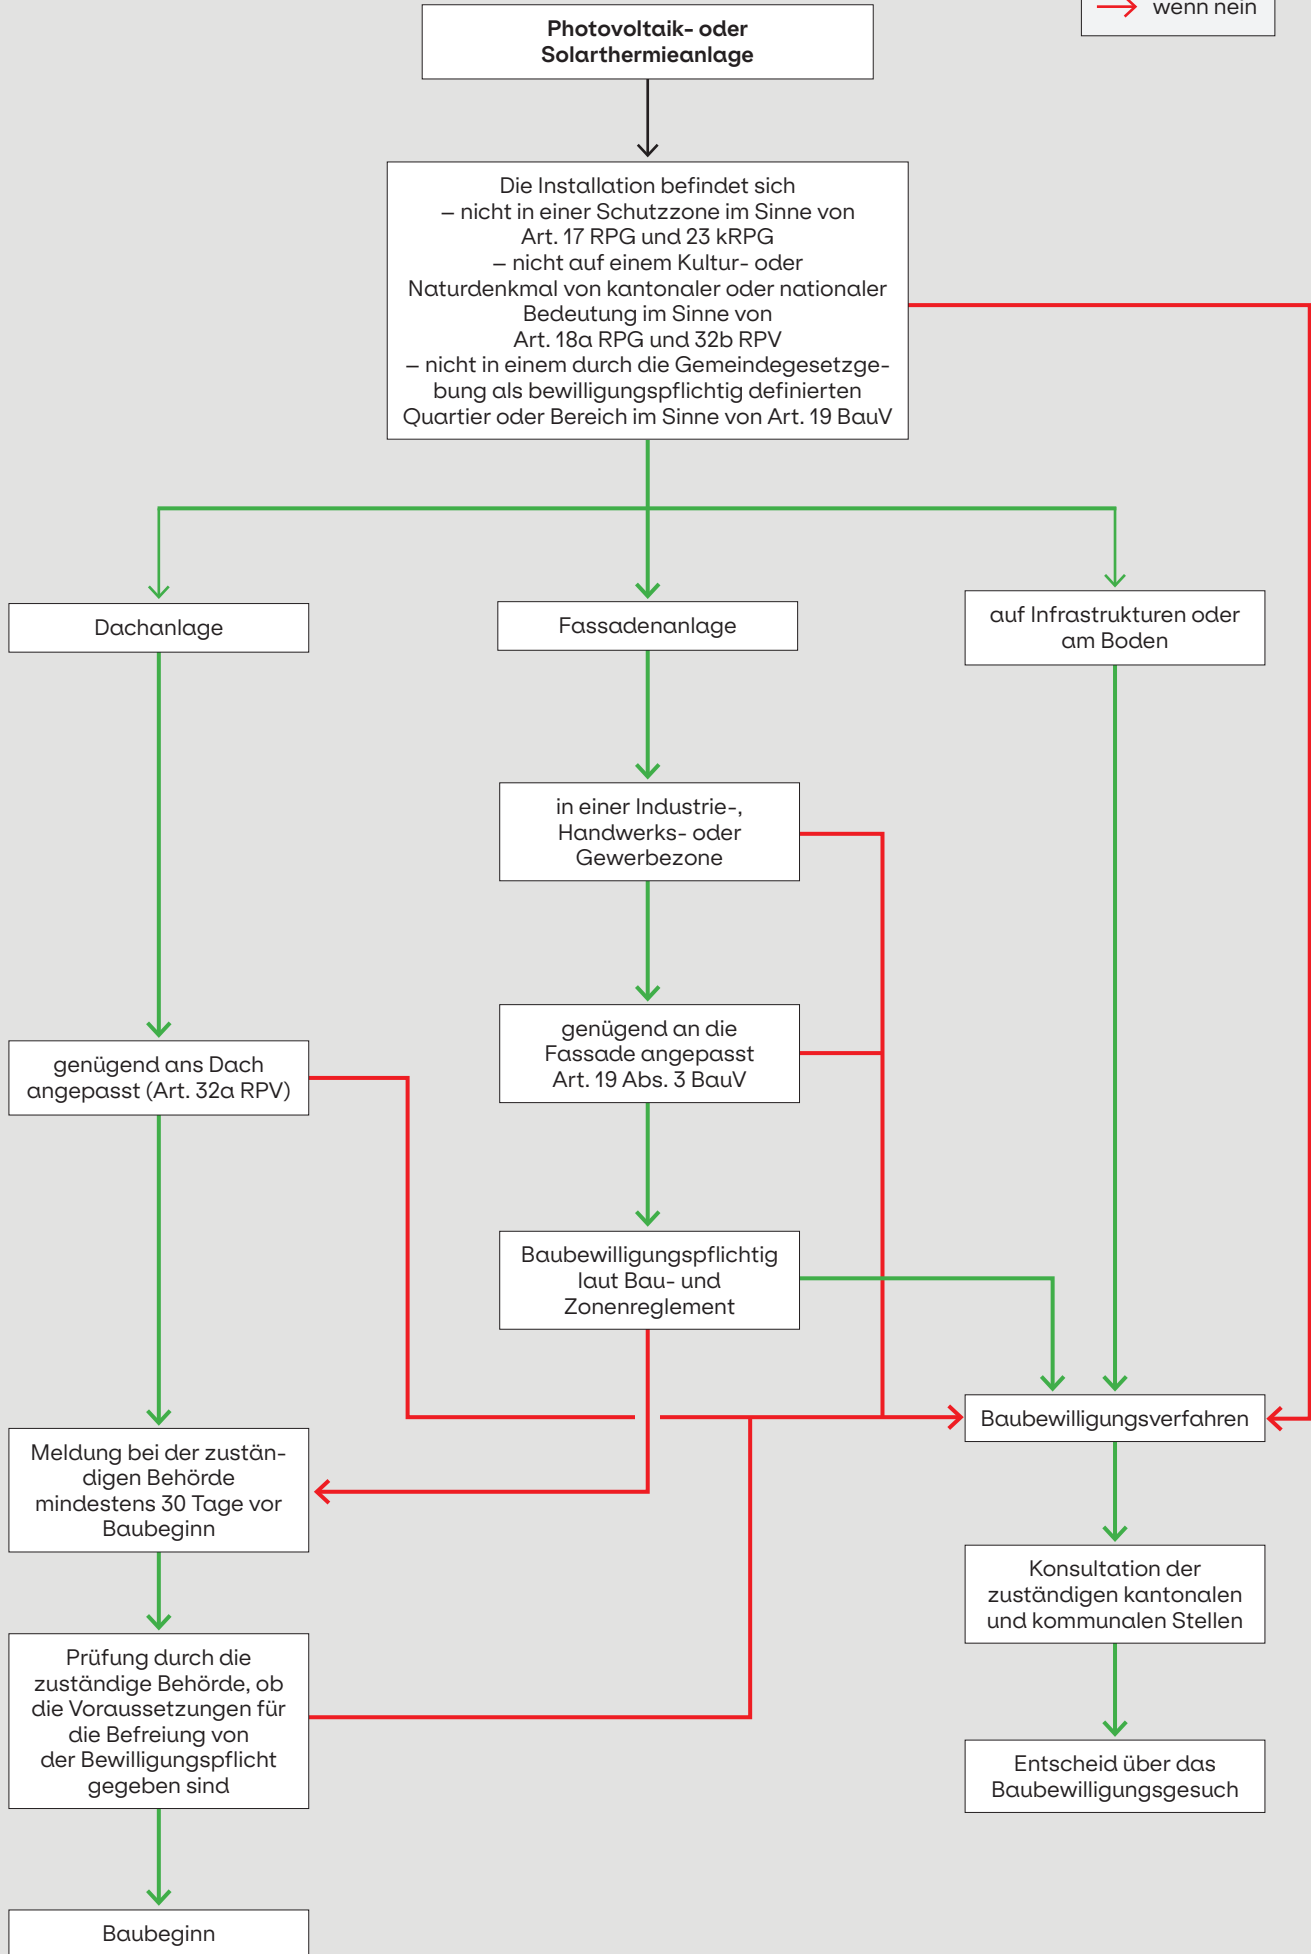 wenn nein
Photovoltaik- oder
Solarthermieanlage
Die Installation befindet sich
– nicht in einer Schutzzone im Sinne von
Art. 17 RPG und 23 kRPG
– nicht auf einem Kultur- oder
Naturdenkmal von kantonaler oder nationaler
Bedeutung im Sinne von
Art. 18a RPG und 32b RPV
– nicht in einem durch die Gemeindegesetzge-
bung als bewilligungspflichtig definierten
Quartier oder Bereich im Sinne von Art. 19 BauV
Dachanlage
Fassadenanlage
auf Infrastrukturen oder
am Boden
in einer Industrie-,
Handwerks- oder
Gewerbezone
genügend an die
Fassade angepasst
Art. 19 Abs. 3 BauV
genügend ans Dach
angepasst (Art. 32a RPV)
Baubewilligungspflichtig
laut Bau- und
Zonenreglement
Baubewilligungsverfahren
Meldung bei der zustän-
digen Behörde
mindestens 30 Tage vor
Baubeginn
Konsultation der
zuständigen kantonalen
und kommunalen Stellen
Prüfung durch die
zuständige Behörde, ob
die Voraussetzungen für
die Befreiung von
der Bewilligungspflicht
gegeben sind
Entscheid über das
Baubewilligungsgesuch
Baubeginn